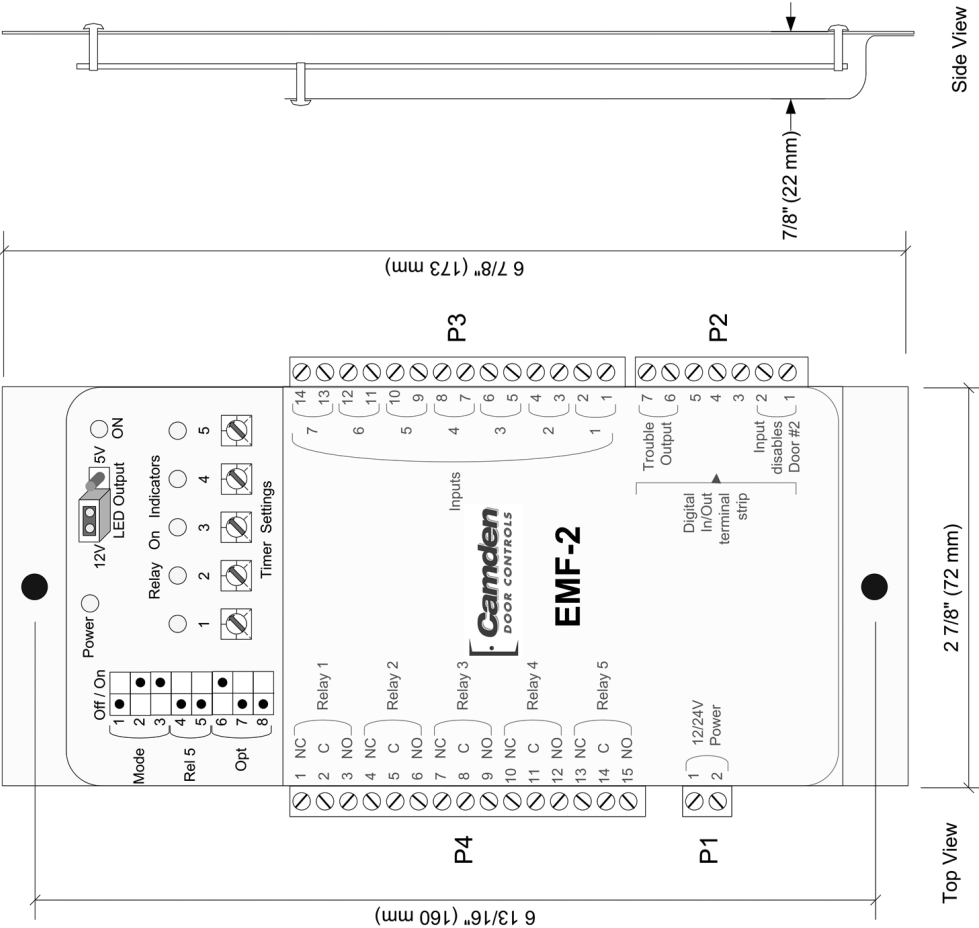 Side View
7/8" (22 mm)
6 7/8" (173 mm)
P3
P2
14
13
12
11
10
9
8
7
6
5
4
3
2
1
7
6
5
4
3
2
1
Inputs
7
6
5
4
3
2
1
Trouble
Output
Input
disables
Door #2
Digital
In/Out
terminal
strip
ON
5V
LED Output
12V
Power
Relay On Indicators
1 2 3 4 5
Timer Settings
Off / On
1
2
3
4
5
6
7
8
Mode
Rel 5
Opt
Camden
DOOR CONTROLS
EMF-2
1 NC
2 C
3 NO
Relay 1
4 NC
5 C
6 NO
Relay 2
7 NC
8 C
9 NO
Relay 3
10 NC
11 C
12 NO
Relay 4
13 NC
14 C
15 NO
Relay 5
1
2
12/24V
Power
P4
P1
2 7/8" (72 mm)
Top View
6 13/16" (160 mm)